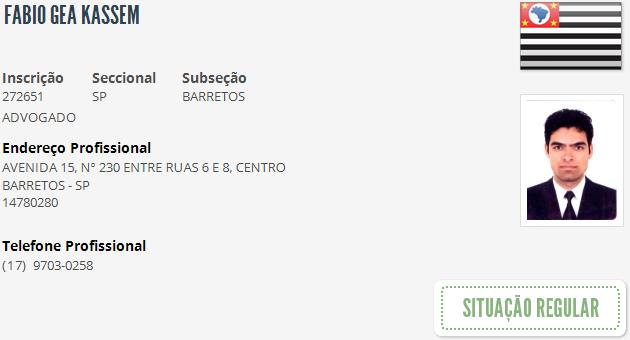 FABIO GEA KASSEM
Inscrição Seccional Subseção
272651 SP BARRETOS
ADVOGADO
Endereço Profissional
AVENIDA 15, Nº 230 ENTRE RUAS 6 E 8, CENTRO
BARRETOS - SP
14780280
Telefone Profissional
(17) 9703-0258
SITUAÇÃO REGULAR